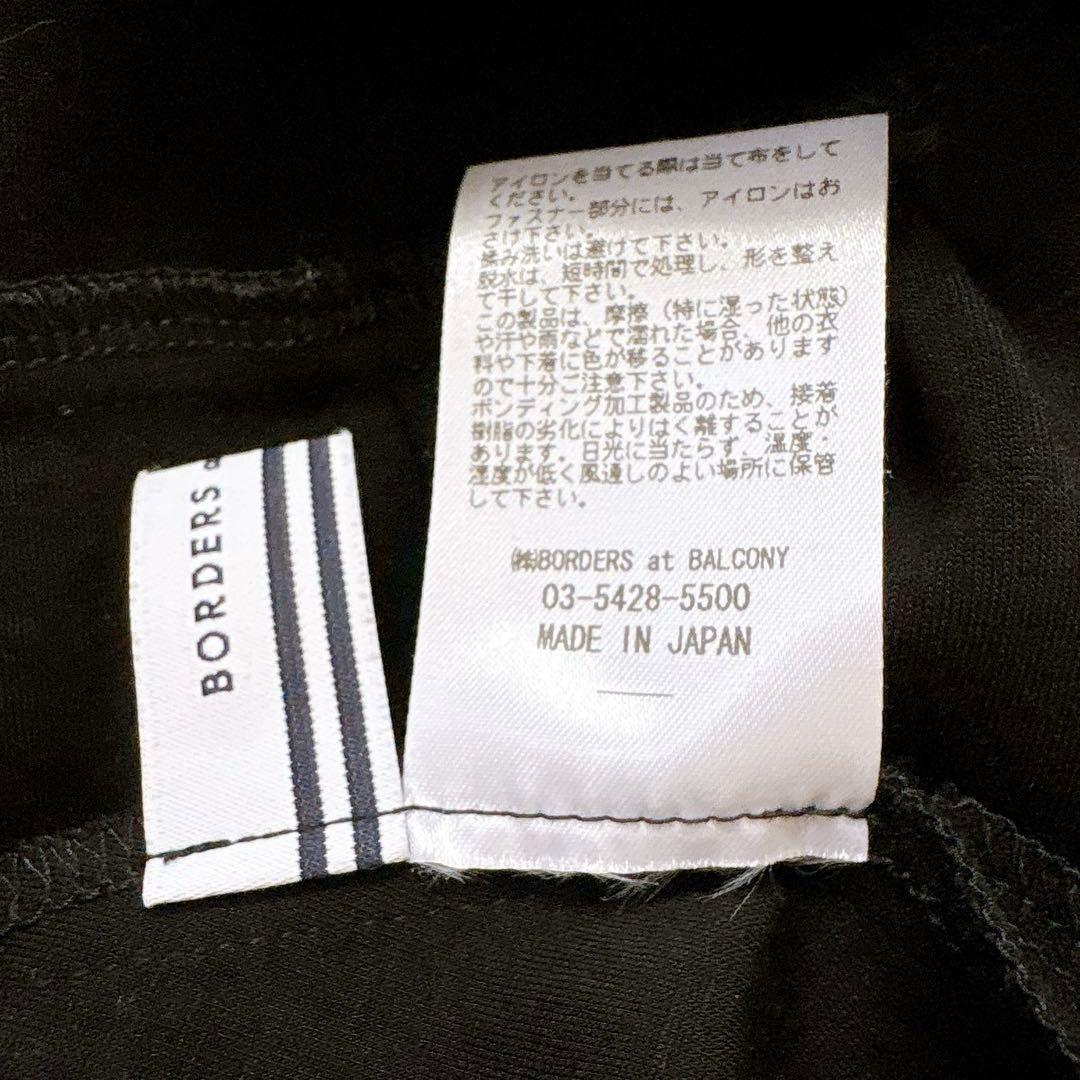 アイロンを当てる際は当て布をして
ください。
ファスナー部分には、アイロンはお
さけ下さい。
揉み洗いは避けて下さい。
脱水は、短時間で処理し、形を整え
て干して下さい。
この製品は、摩擦（特に湿った状態）
や汗や雨などで濡れた場合、他の衣
料や下着に色が移ることがあります
ので十分ご注意下さい。
ボンディング加工製品のため、接着
樹脂の劣化によりはく離することが
あります。日光に当たらず、温度・
湿度が低く風通しのよい場所に保管
して下さい。
㈱BORDERS at BALCONY
03-5428-5500
MADE IN JAPAN
BORDERS